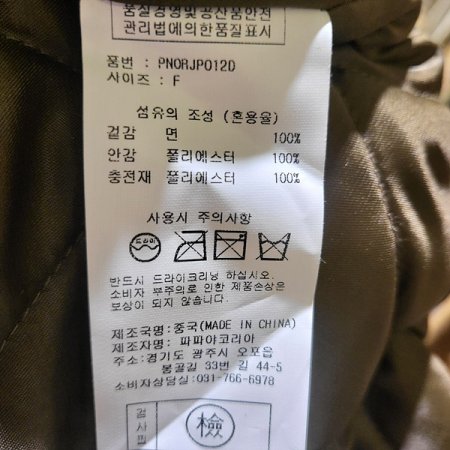 품질경영및공산품안전
관리법에의한품질표시
품번 : PNORJP012D
사이즈 : F
섬유의 조성 (혼용율)
겉감 면 100%
안감 폴리에스터 100%
충전재 폴리에스터 100%
사용시 주의사항
드라이
반드시 드라이크리닝 하십시오.
소비자 부주의로 인한 제품손상은
보상이 되지 않습니다.
제조국명:중국(MADE IN CHINA)
제조자명: 파파야코리아
주소:경기도 광주시 오포읍
봉골길 33번 길 44-5
소비자상담실:031-766-6978
검사필
檢